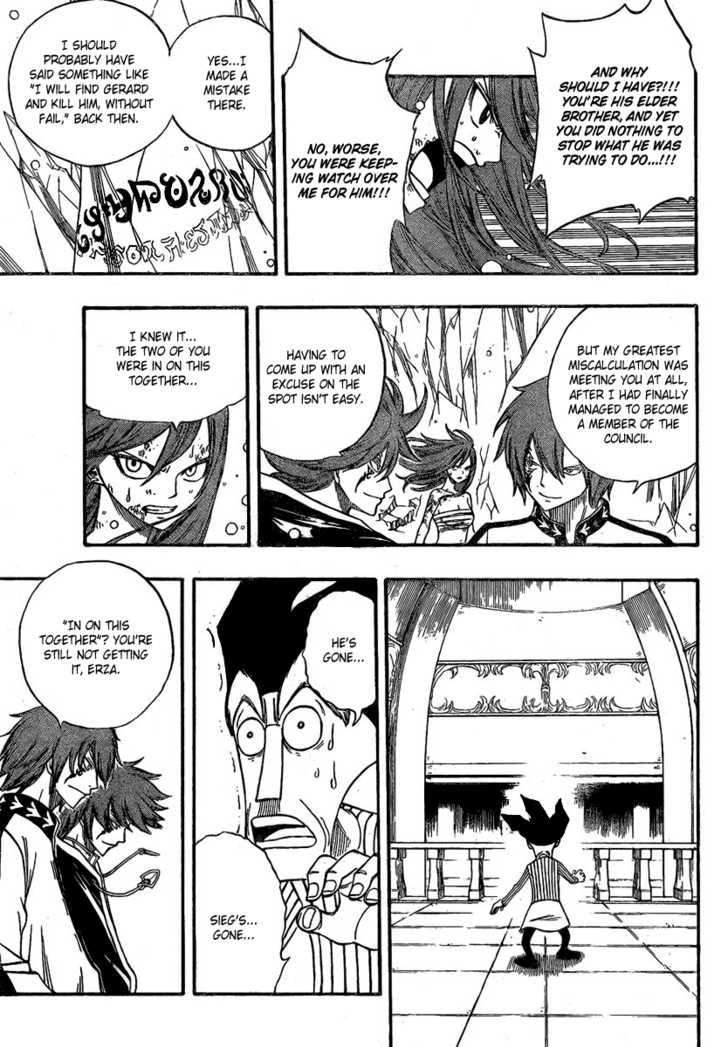 AND WHY
SHOULD I HAVE?!!!
YOU'RE HIS ELDER
BROTHER, AND YET
YOU DID NOTHING TO
STOP WHAT HE WAS
TRYING TO DO...!!!
NO, WORSE,
YOU WERE KEEP-
ING WATCH OVER
ME FOR HIM!!!
YES...I
MADE A
MISTAKE
THERE.
I SHOULD
PROBABLY HAVE
SAID SOMETHING LIKE
"I WILL FIND GERARD
AND KILL HIM, WITHOUT
FAIL," BACK THEN.
BUT MY GREATEST
MISCALCULATION WAS
MEETING YOU AT ALL,
AFTER I HAD FINALLY
MANAGED TO BECOME
A MEMBER OF THE
COUNCIL.
HAVING TO
COME UP WITH AN
EXCUSE ON THE
SPOT ISN'T EASY.
I KNEW IT...
THE TWO OF YOU
WERE IN ON THIS
TOGETHER...
HE'S
GONE...
SIEG'S...
GONE...
"IN ON THIS
TOGETHER"? YOU'RE
STILL NOT GETTING
IT, ERZA.